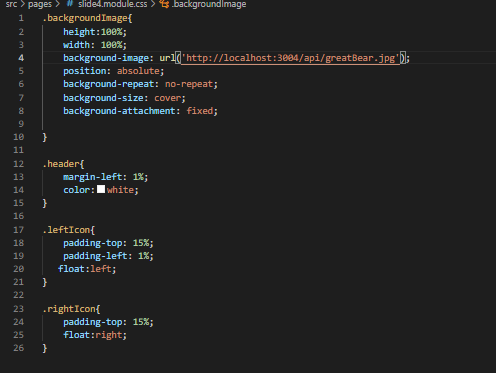 src > pages > # slide4.module.css > .backgroundImage
1 .backgroundImage{
2 height:100%;
3 width: 100%;
4 background-image: url('http://localhost:3004/api/greatBear.jpg');
5 position: absolute;
6 background-repeat: no-repeat;
7 background-size: cover;
8 background-attachment: fixed;
9
10 }
11
12 .header{
13 margin-left: 1%;
14 color: white;
15 }
16
17 .leftIcon{
18 padding-top: 15%;
19 padding-left: 1%;
20 float:left;
21 }
22
23 .rightIcon{
24 padding-top: 15%;
25 float:right;
26 }